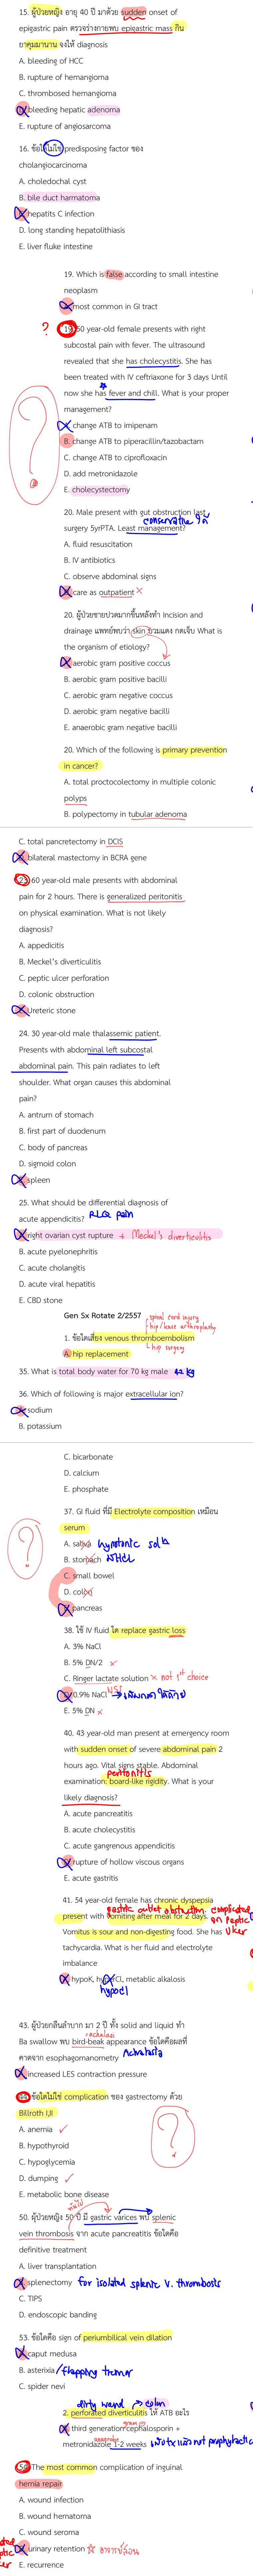 15. ผู้ป่วยหญิง อายุ 40 ปี มาด้วย sudden onset of
epigastric pain ตรวจร่างกายพบ epigastric mass กิน
ยาคุมมานาน จงให้ diagnosis
A. bleeding of HCC
B. rupture of hemangioma
C. thrombosed hemangioma
D. bleeding hepatic adenoma
E. rupture of angiosarcoma
16. ข้อใดไม่ใช่ predisposing factor ของ
cholangiocarcinoma
A. choledochal cyst
B. bile duct harmatoma
C. hepatits C infection
D. long standing hepatolithiasis
E. liver fluke intestine
19. Which is false according to small intestine
neoplasm
A. most common in GI tract
?
19. 50 year-old female presents with right
subcostal pain with fever. The ultrasound
revealed that she has cholecystitis. She has
been treated with IV ceftriaxone for 3 days Until
now she has fever and chill. What is your proper
management?
A. change ATB to imipenam
B. change ATB to piperacillin/tazobactam
C. change ATB to ciprofloxacin
D. add metronidazole
E. cholecystectomy
?
20. Male present with gut obstruction last
surgery 5yrPTA. Least management?
conservative ได้
A. fluid resuscitation
B. IV antibiotics
C. observe abdominal signs
D. care as outpatient
20. ผู้ป่วยชายปวดมากขึ้นหลังทำ Incision and
drainage แพทย์พบว่า skin บวมแดง กดเจ็บ What is
the organism of etiology?
A. aerobic gram positive coccus
B. aerobic gram positive bacilli
C. aerobic gram negative coccus
D. aerobic gram negative bacilli
E. anaerobic gram negative bacilli
20. Which of the following is primary prevention
in cancer?
A. total proctocolectomy in multiple colonic
polyps
B. polypectomy in tubular adenoma
C. total pancretectomy in DCIS
D. bilateral mastectomy in BCRA gene
23. 60 year-old male presents with abdominal
pain for 2 hours. There is generalized peritonitis
on physical examination. What is not likely
diagnosis?
A. appedicitis
B. Meckel's diverticulitis
C. peptic ulcer perforation
D. colonic obstruction
E. Ureteric stone
24. 30 year-old male thalassemic patient.
Presents with abdominal left subcostal
abdominal pain. This pain radiates to left
shoulder. What organ causes this abdominal
pain?
A. antrum of stomach
B. first part of duodenum
C. body of pancreas
D. sigmoid colon
E. spleen
25. What should be differential diagnosis of
acute appendicitis? RLQ pain
A. right ovarian cyst rupture + Meckel's diverticulitis
B. acute pyelonephritis
C. acute cholangitis
D. acute viral hepatitis
E. CBD stone
Gen Sx Rotate 2/2557
spinal cord injury
hip/knee arthroplasty
hip surgery
1. ข้อใดเสี่ยง venous thromboembolism
A. hip replacement
35. What is total body water for 70 kg male 42 kg
36. Which of following is major extracellular ion?
A. sodium
B. potassium
C. bicarbonate
D. calcium
E. phosphate
37. GI fluid ที่มี Electrolyte composition เหมือน
serum
A. saliva hypotonic soln
B. stomach HCl
C. small bowel
D. colon
E. pancreas
?
38. ใช้ IV fluid ใด replace gastric loss
A. 3% NaCl
B. 5% DN/2
C. Ringer lactate solution × not 1st choice
D. 0.9% NaCl
E. 5% DN ×
40. 43 year-old man present at emergency room
with sudden onset of severe abdominal pain 2
hours ago. Vital signs stable. Abdominal
peritonitis
examination: board-like rigidity. What is your
likely diagnosis?
A. acute pancreatitis
B. acute cholecystitis
C. acute gangrenous appendicitis
D. rupture of hollow viscous organs
E. acute gastritis
41. 54 year-old female has chronic dyspepsia
gastric outlet obstruction complicated on peptic ulcer
present with vomiting after meal for 2 days.
Vomitus is sour and non-digesting food. She has
tachycardia. What is her fluid and electrolyte
imbalance
A. hypoK, hyperCl, metablic alkalosis
hypoCl
43. ผู้ป่วยกลืนลำบาก มา 2 ปี ทั้ง solid and liquid ทำ
Ba swallow พบ bird-beak appearance ข้อใดคือผลที่
คาดจาก esophagomanometry Achalasia
A. increased LES contraction pressure
ข้อใดไม่ใช่ complication ของ gastrectomy ด้วย
Billroth I,II
A. anemia
B. hypothyroid
C. hypoglycemia
D. dumping
E. metabolic bone disease
?
50. ผู้ป่วยหญิง 50 ปี มี gastric varices พบ splenic
vein thrombosis จาก acute pancreatitis ข้อใดคือ
definitive treatment
A. liver transplantation
B. splenectomy for isolated splenic v. thrombosis
C. TIPS
D. endoscopic banding
53. ข้อใดคือ sign of periumbilical vein dilation
A. caput medusa
B. asterixia /flapping tremor
C. spider nevi
dirty wound → colon
2. perforated diverticulitis ให้ ATB อะไร
A. third generation cephalosporin +
metronidazole 1-2 weeks
54. The most common complication of inguinal
hernia repair
A. wound infection
B. wound hematoma
C. wound seroma
D. urinary retention ☆ อาจารย์สอน
E. recurrence